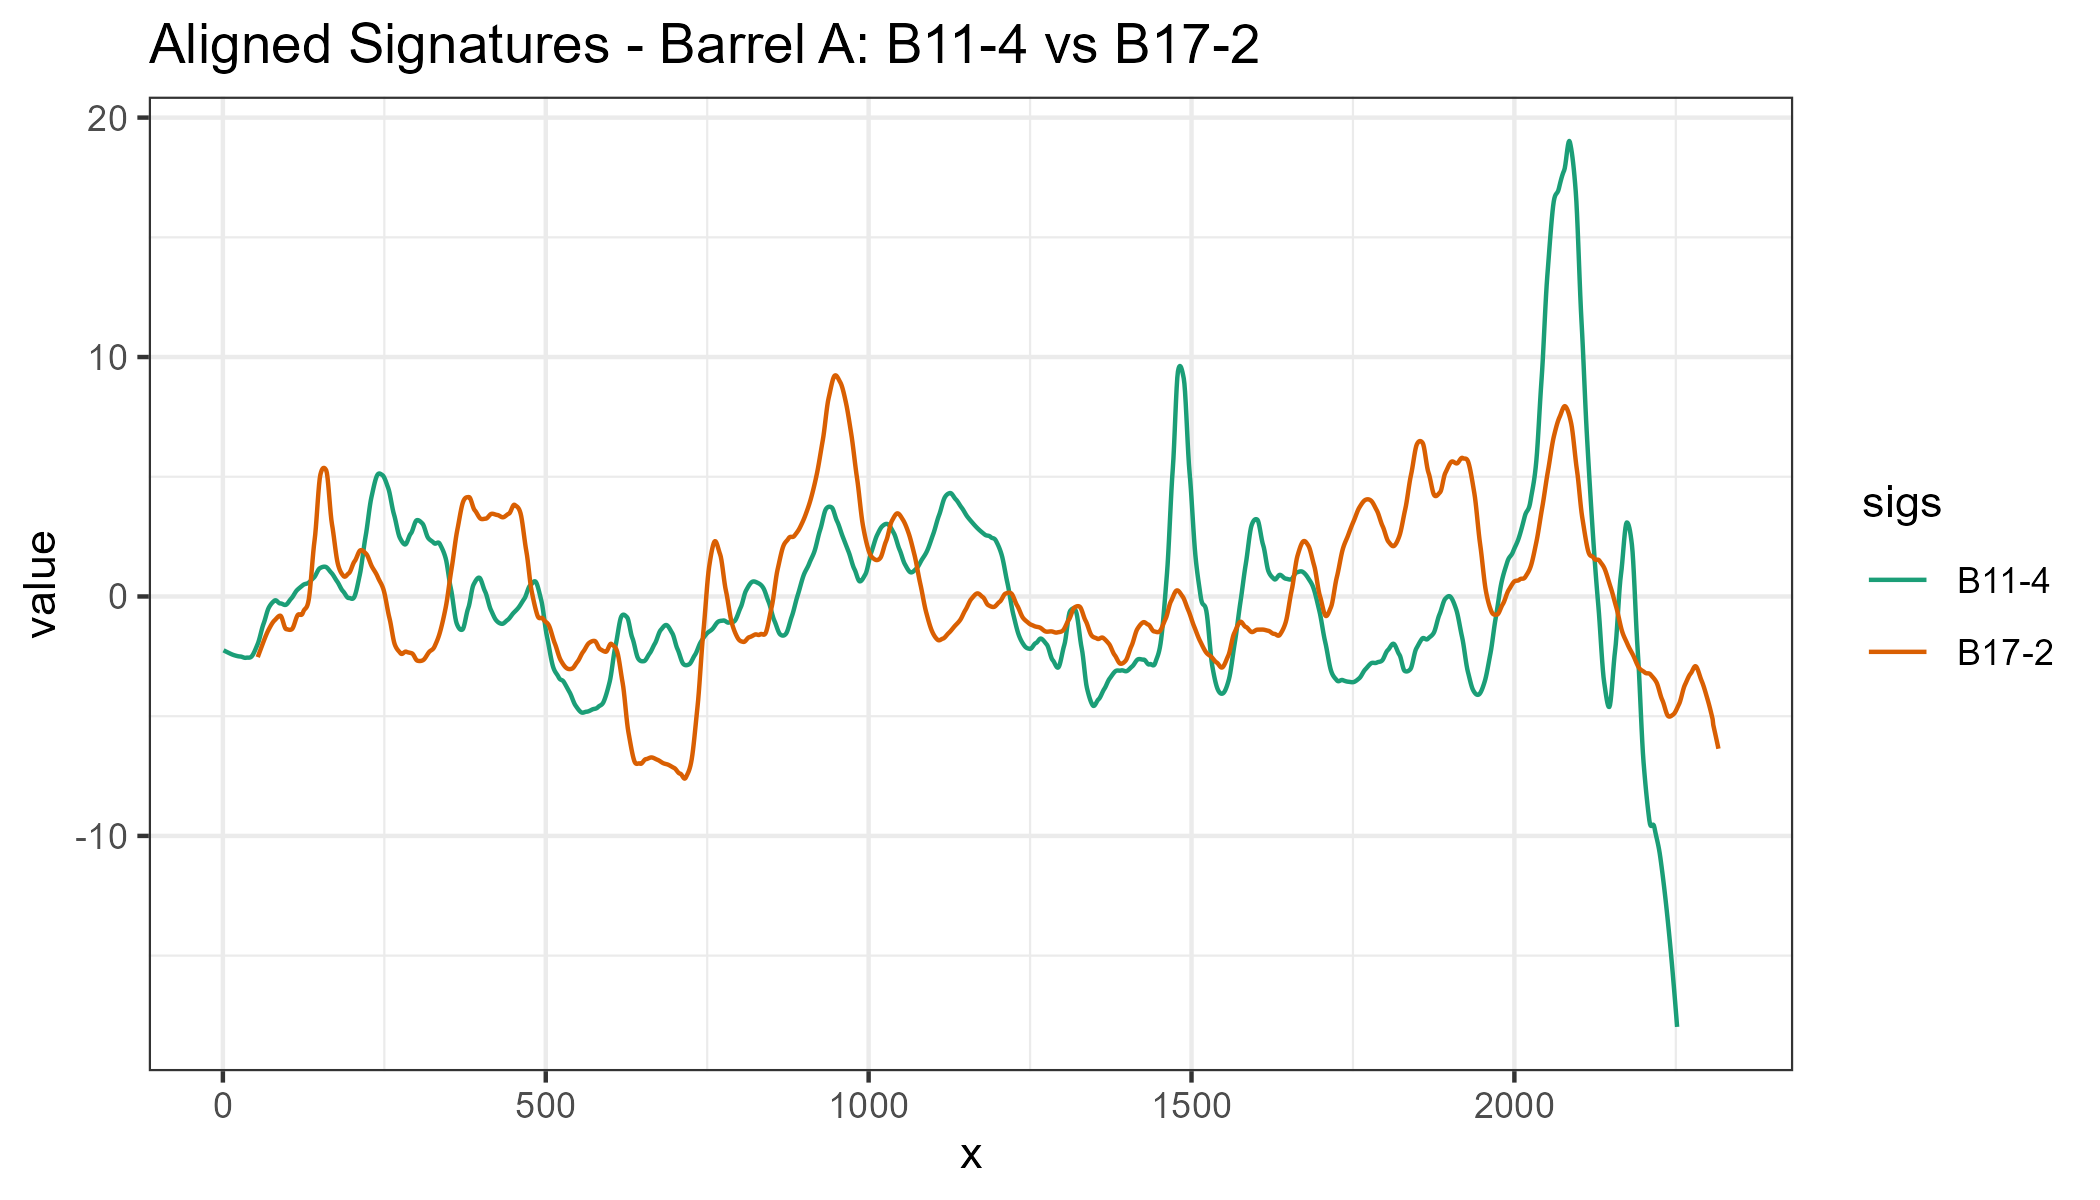 Aligned Signatures - Barrel A: B11-4 vs B17-2
20
10
0
-10
value
0 500 1000 1500 2000
x
sigs
B11-4
B17-2